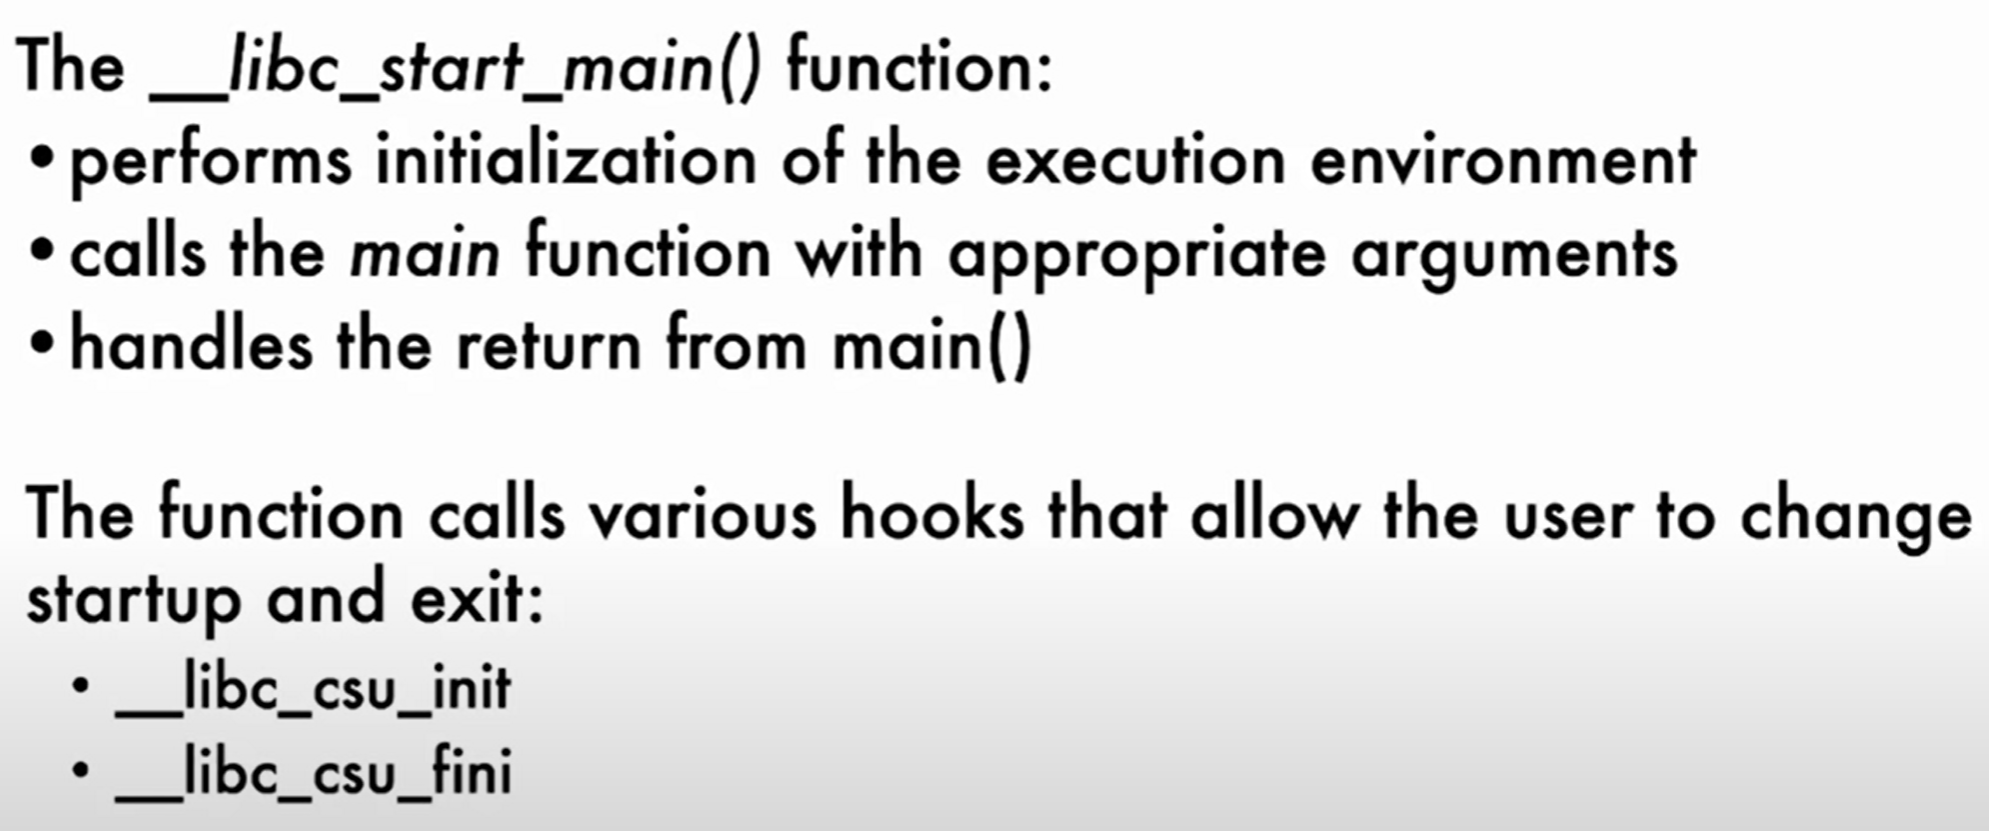 The __libc_start_main() function:
•performs initialization of the execution environment
•calls the main function with appropriate arguments
•handles the return from main()
The function calls various hooks that allow the user to change
startup and exit:
• __libc_csu_init
• __libc_csu_fini